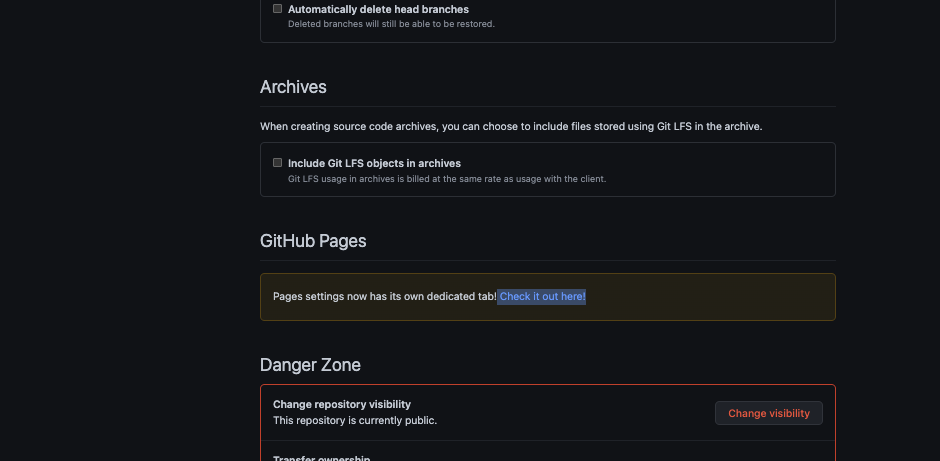 Automatically delete head branches
Deleted branches will still be able to be restored.
Archives
When creating source code archives, you can choose to include files stored using Git LFS in the archive.
Include Git LFS objects in archives
Git LFS usage in archives is billed at the same rate as usage with the client.
GitHub Pages
Pages settings now has its own dedicated tab! Check it out here!
Danger Zone
Change repository visibility
This repository is currently public.
Change visibility
Transfer ownership